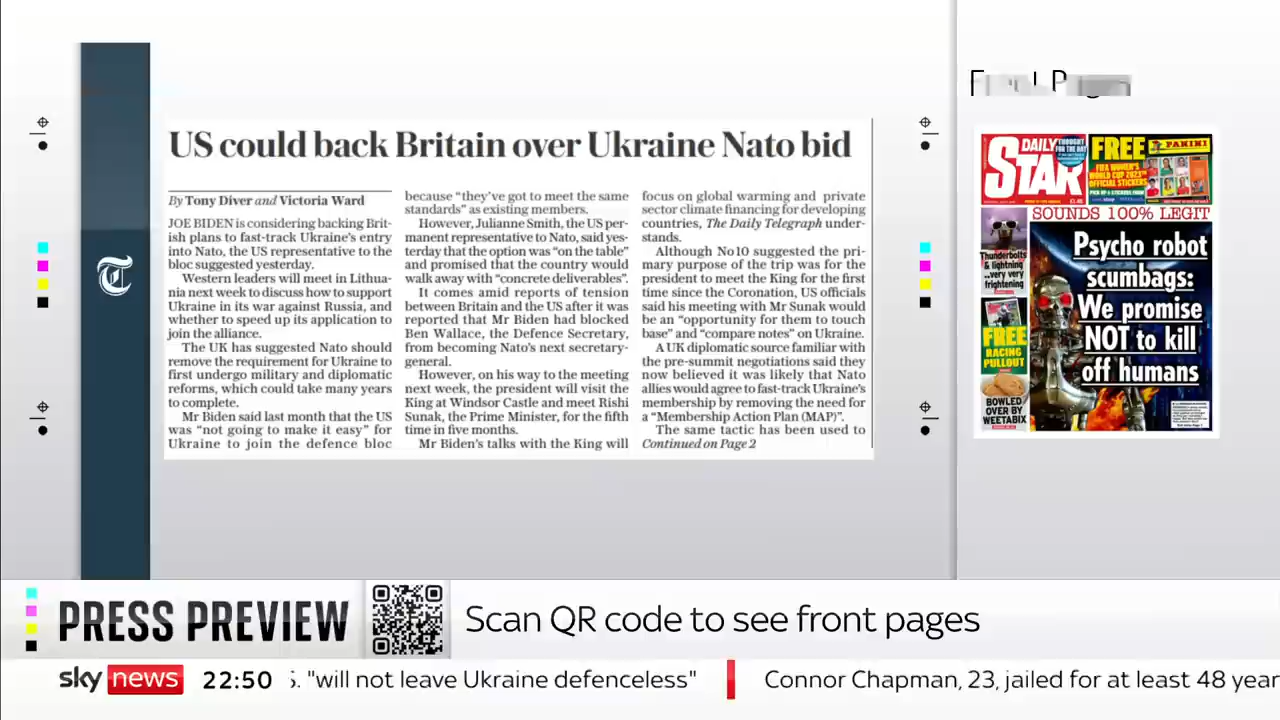 US could back Britain over Ukraine Nato bid
By Tony Diver and Victoria Ward
JOE BIDEN is considering backing Brit-
ish plans to fast-track Ukraine's entry
into Nato, the US representative to the
bloc suggested yesterday.
Western leaders will meet in Lithua-
nia next week to discuss how to support
Ukraine in its war against Russia, and
whether to speed up its application to
join the alliance.
The UK has suggested Nato should
remove the requirement for Ukraine to
first undergo military and diplomatic
reforms, which could take many years
to complete.
Mr Biden said last month that the US
was "not going to make it easy" for
Ukraine to join the defence bloc
because "they've got to meet the same
standards" as existing members.
However, Julianne Smith, the US per-
manent representative to Nato, said yes-
terday that the option was "on the table"
and promised that the country would
walk away with "concrete deliverables".
It comes amid reports of tension
between Britain and the US after it was
reported that Mr Biden had blocked
Ben Wallace, the Defence Secretary,
from becoming Nato's next secretary-
general.
However, on his way to the meeting
next week, the president will visit the
King at Windsor Castle and meet Rishi
Sunak, the Prime Minister, for the fifth
time in five months.
Mr Biden's talks with the King will
focus on global warming and private
sector climate financing for developing
countries, The Daily Telegraph under-
stands.
Although No10 suggested the pri-
mary purpose of the trip was for the
president to meet the King for the first
time since the Coronation, US officials
said his meeting with Mr Sunak would
be an "opportunity for them to touch
base" and "compare notes" on Ukraine.
A UK diplomatic source familiar with
the pre-summit negotiations said they
now believed it was likely that Nato
allies would agree to fast-track Ukraine's
membership by removing the need for
a "Membership Action Plan (MAP)".
The same tactic has been used to
Continued on Page 2
DAILY
STAR
THOUGHT
FOR THE DAY
FREE
PANINI
FIFA WOMEN'S
WORLD CUP 2023
OFFICIAL STICKERS
SOUNDS 100% LEGIT
Thunderbolts
& lightning
..very very
frightening
FREE
RACING
PULLOUT
BOWLED
OVER BY
WEETABIX
Psycho robot
scumbags:
We promise
NOT to kill
off humans
PRESS PREVIEW
Scan QR code to see front pages
sky news
22:50
S. "will not leave Ukraine defenceless"
Connor Chapman, 23, jailed for at least 48 year